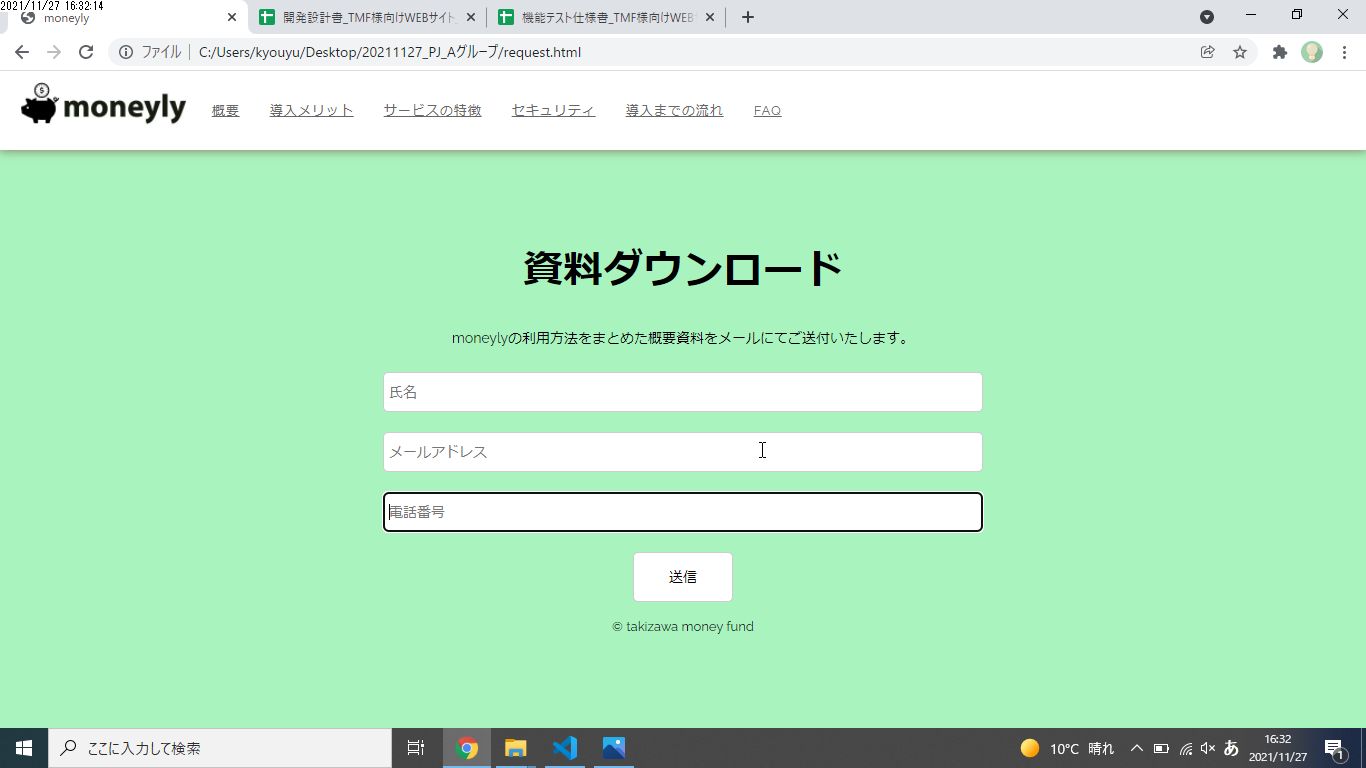 2021/11/27 16:32:14
moneyly
開発設計書_TMF様向けWEBサイト
機能テスト仕様書_TMF様向けWEB
ファイル
C:/Users/kyouyu/Desktop/20211127_PJ_Aグループ/request.html
moneyly 概要 導入メリット サービスの特徴 セキュリティ 導入までの流れ FAQ
資料ダウンロード
moneylyの利用方法をまとめた概要資料をメールにてご送付いたします。
氏名
メールアドレス
電話番号
送信
© takizawa money fund
ここに入力して検索
10°C 晴れ
あ
16:32
2021/11/27
1